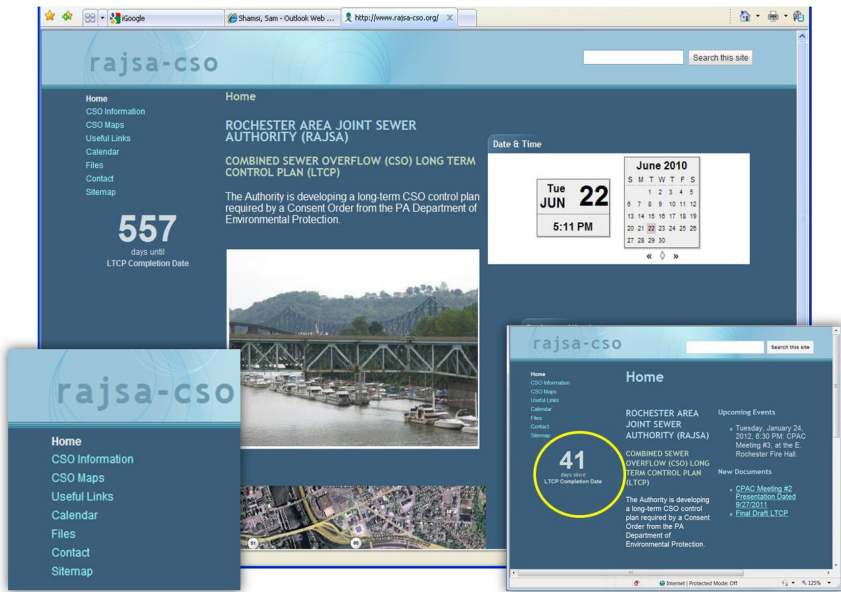 iGoogle
Shamsi, Sam - Outlook Web ...
http://www.rajsa-cso.org/
x
rajsa-cso
Search this site
Home
CSO Information
CSO Maps
Useful Links
Calendar
Files
Contact
Sitemap
557
days until
LTCP Completion Date
Home
ROCHESTER AREA JOINT SEWER
AUTHORITY (RAJSA)
COMBINED SEWER OVERFLOW (CSO) LONG TERM
CONTROL PLAN (LTCP)
The Authority is developing a long-term CSO control plan
required by a Consent Order from the PA Department of
Environmental Protection.
Date & Time
Tue
JUN 22
5:11 PM
June 2010
S M T W T F S
1 2 3 4 5
6 7 8 9 10 11 12
13 14 15 16 17 18 19
20 21 22 23 24 25 26
27 28 29 30
« ◊ »
51
66
rajsa-cso
Home
CSO Information
CSO Maps
Useful Links
Calendar
Files
Contact
Sitemap
rajsa-cso
Search this site
Home
CSO Information
CSO Maps
Useful Links
Calendar
Files
Contact
Sitemap
41
days since
LTCP Completion Date
Home
ROCHESTER AREA
JOINT SEWER
AUTHORITY (RAJSA)
COMBINED SEWER
OVERFLOW (CSO) LONG
TERM CONTROL PLAN
(LTCP)
The Authority is developing
a long-term CSO control
plan required by a Consent
Order from the PA
Department of
Environmental Protection.
Upcoming Events
Tuesday, January 24,
2012, 6:30 PM: CPAC
Meeting #3, at the E.
Rochester Fire Hall.
New Documents
CPAC Meeting #2
Presentation Dated
9/27/2011
Final Draft LTCP
Internet | Protected Mode: Off
125%